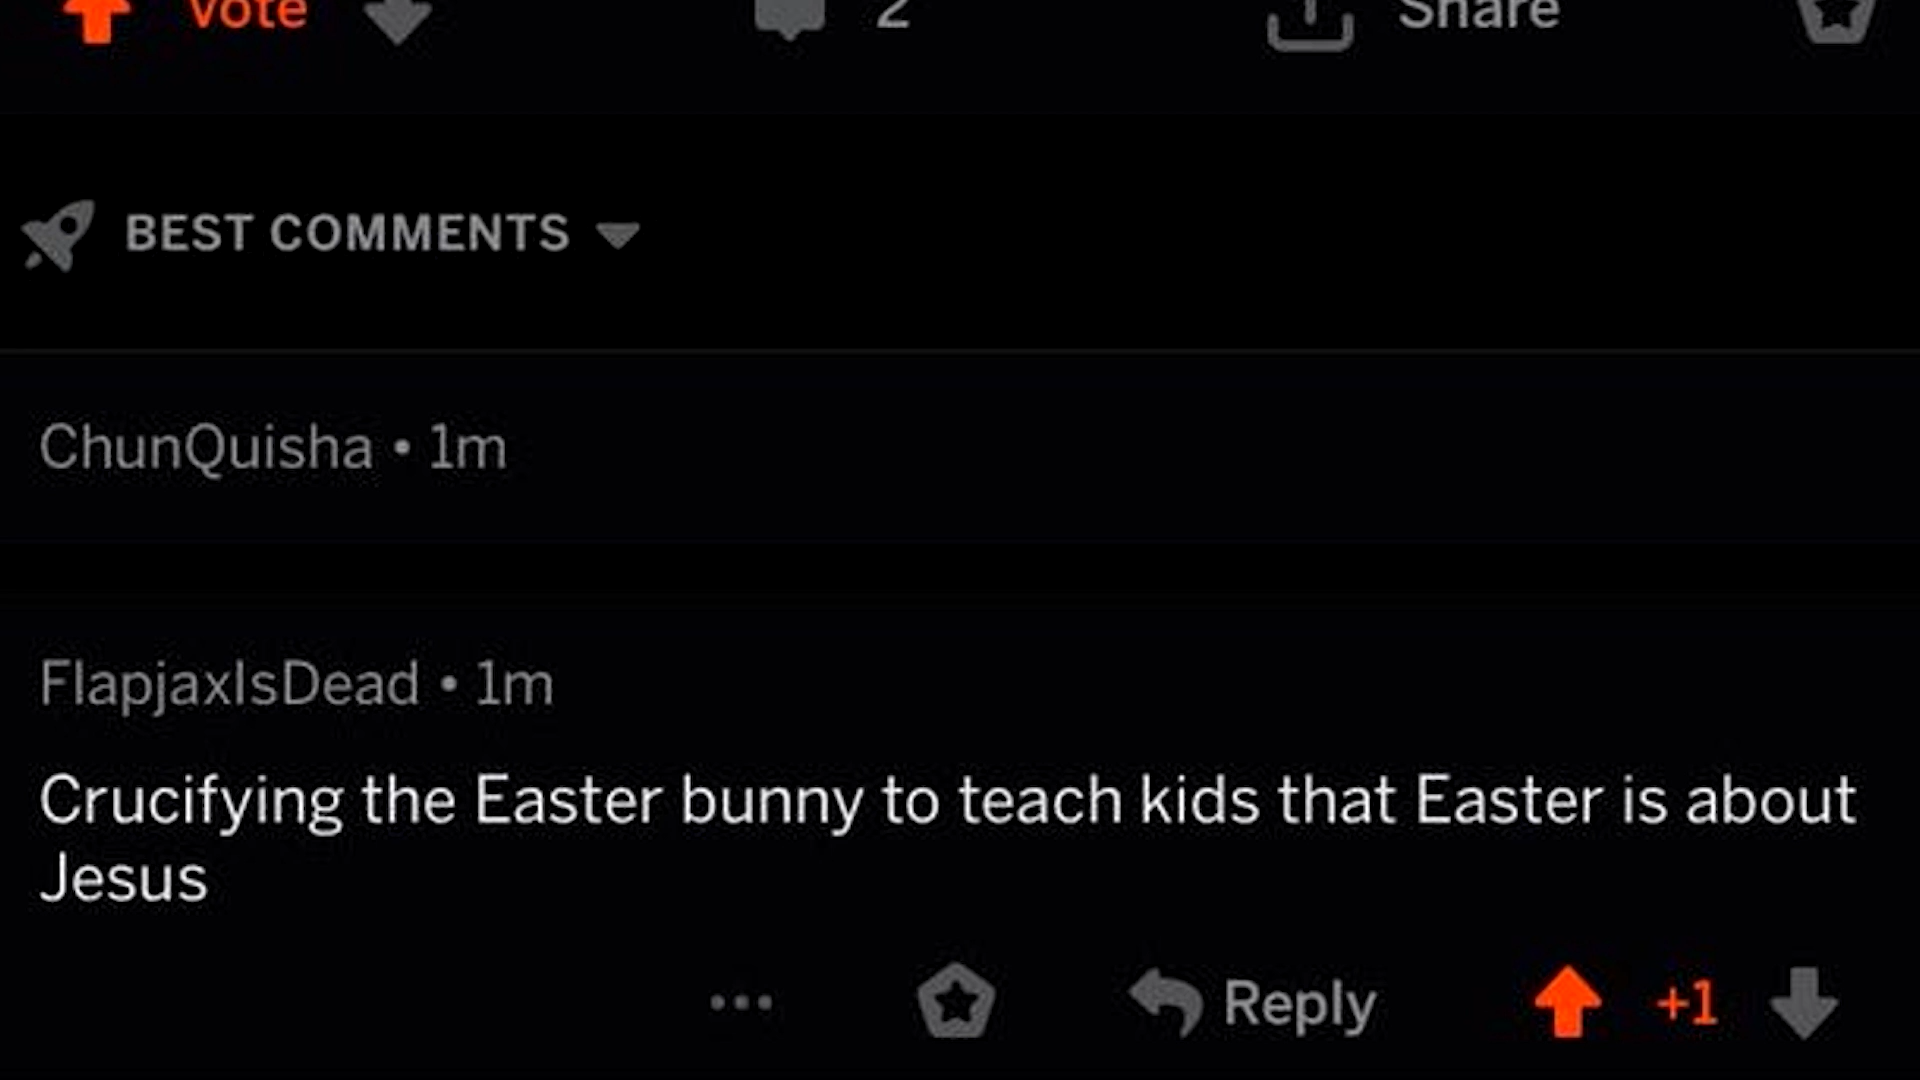 Vote 2 Share
BEST COMMENTS
ChunQuisha • 1m
FlapjaxIsDead • 1m
Crucifying the Easter bunny to teach kids that Easter is about
Jesus
... Reply +1